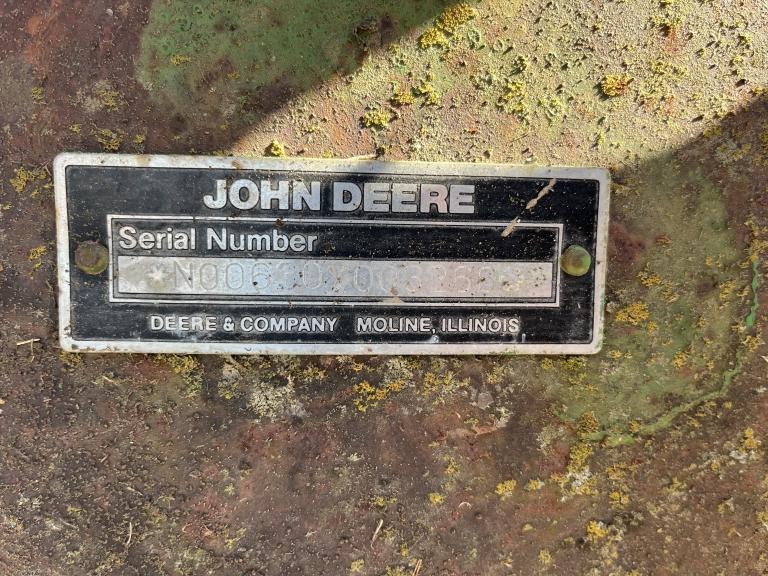 JOHN DEERE
Serial Number
DEERE & COMPANY MOLINE, ILLINOIS